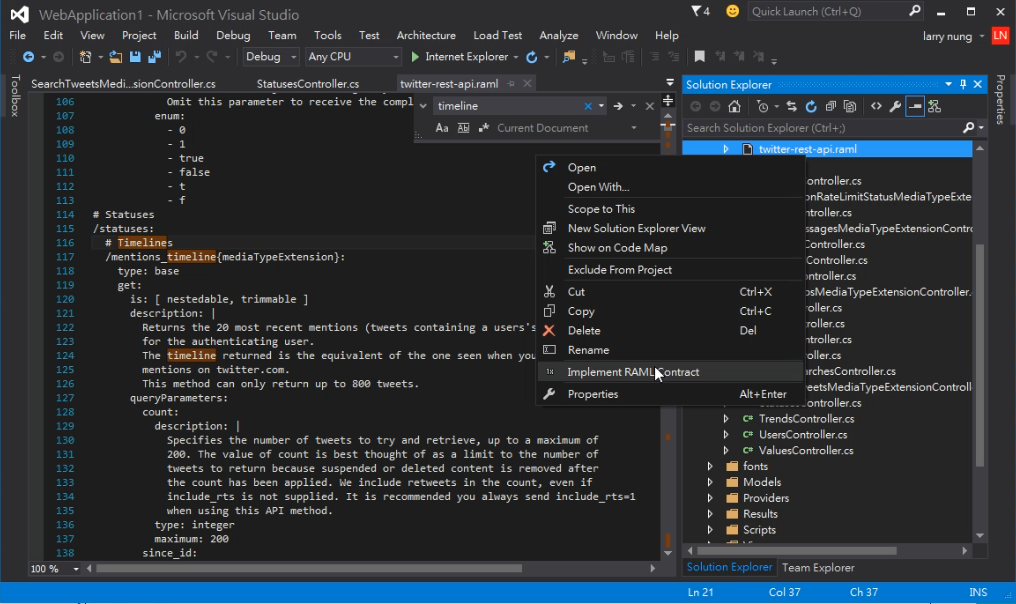 WebApplication1 - Microsoft Visual Studio
4
Quick Launch (Ctrl+Q)
File Edit View Project Build Debug Team Tools Test Architecture Load Test Analyze Window Help
larry nugen LN
Debug Any CPU Internet Explorer
Toolbox
SearchTweetsMedi...sionController.cs StatusesController.cs twitter-rest-api.raml
timeline
Aa Current Document
106 Omit this parameter to receive the compl
107 enum:
108 - 0
109 - 1
110 - true
111 - false
112 - t
113 - f
114 # Statuses
115 /statuses:
116 # Timelines
117 /mentions_timeline{mediaTypeExtension}:
118 type: base
119 get:
120 is: [ nestedable, trimmable ]
121 description: |
122 Returns the 20 most recent mentions (tweets containing a users's
123 for the authenticating user.
124 The timeline returned is the equivalent of the one seen when you
125 mentions on twitter.com.
126 This method can only return up to 800 tweets.
127 queryParameters:
128 count:
129 description: |
130 Specifies the number of tweets to try and retrieve, up to a maximum of
131 200. The value of count is best thought of as a limit to the number of
132 tweets to return because suspended or deleted content is removed after
133 the count has been applied. We include retweets in the count, even if
134 include_rts is not supplied. It is recommended you always send include_rts=1
135 when using this API method.
136 type: integer
137 maximum: 200
138 since_id:
100 %
Open
Open With...
Scope to This
New Solution Explorer View
Show on Code Map
Exclude From Project
Cut Ctrl+X
Copy Ctrl+C
Delete Del
Rename
Implement RAML Contract
Properties Alt+Enter
Solution Explorer
Search Solution Explorer (Ctrl+;)
twitter-rest-api.raml
ontroller.cs
onRateLimitStatusMediaTypeExte
ntroller.cs
ssagesMediaTypeExtensionContro
Controller.cs
Controller.cs
ntroller.cs
osMediaTypeExtensionController.
oller.cs
roller.cs
oller.cs
ntroller.cs
archesController.cs
weetsMediaTypeExtensionControll
StatusesController.cs
C# TrendsController.cs
C# UsersController.cs
C# ValuesController.cs
fonts
Models
Providers
Results
Scripts
Solution Explorer Team Explorer
Properties
Ln 21 Col 37 Ch 37 INS